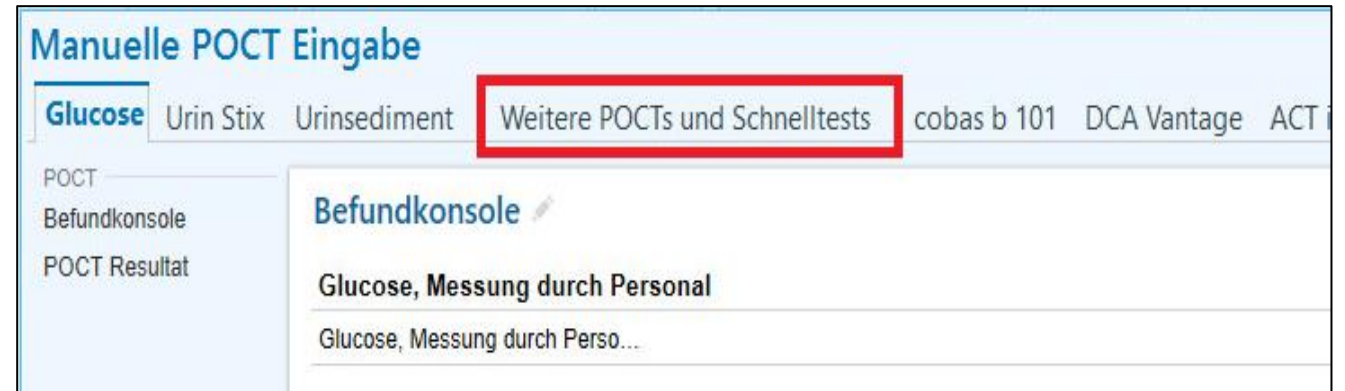 Manuelle POCT Eingabe
Glucose Urin Stix Urinsediment Weitere POCTs und Schnelltests cobas b 101 DCA Vantage ACT i
POCT
Befundkonsole
POCT Resultat
Befundkonsole
Glucose, Messung durch Personal
Glucose, Messung durch Perso...